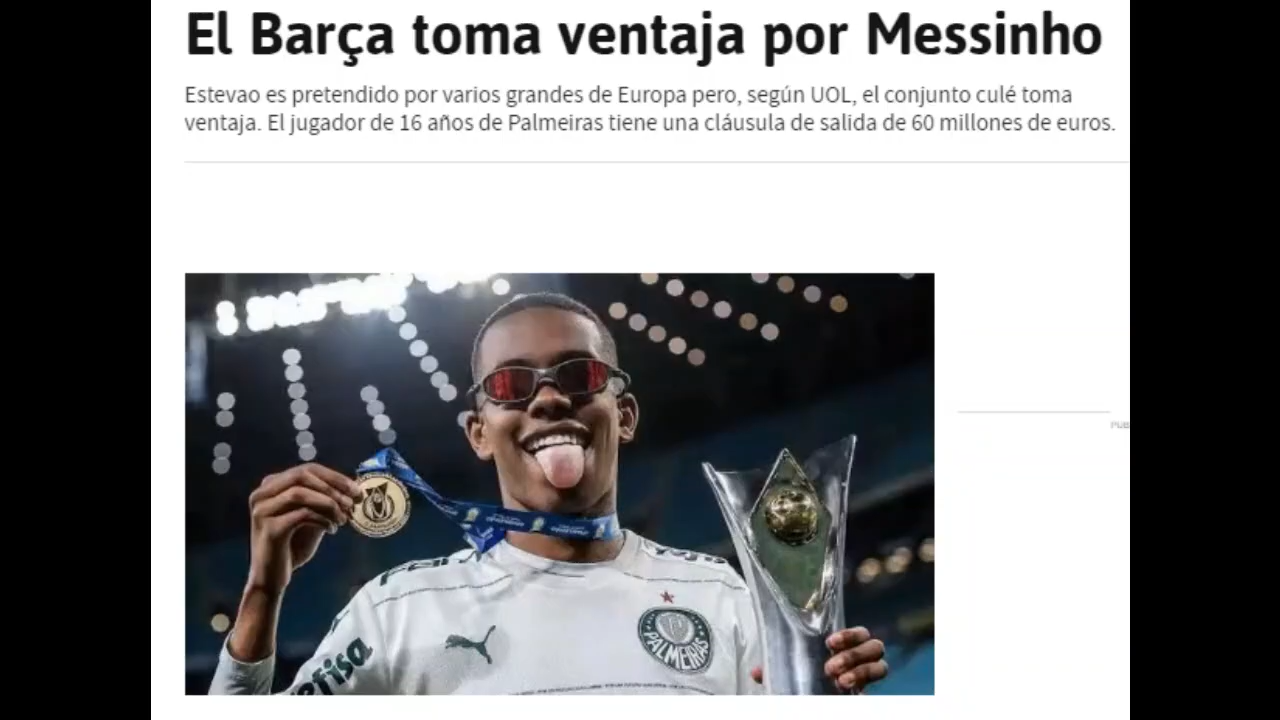 El Barça toma ventaja por Messinho
Estevao es pretendido por varios grandes de Europa pero, según UOL, el conjunto culé toma
ventaja. El jugador de 16 años de Palmeiras tiene una cláusula de salida de 60 millones de euros.
PUB
PALMEIRAS
efisa